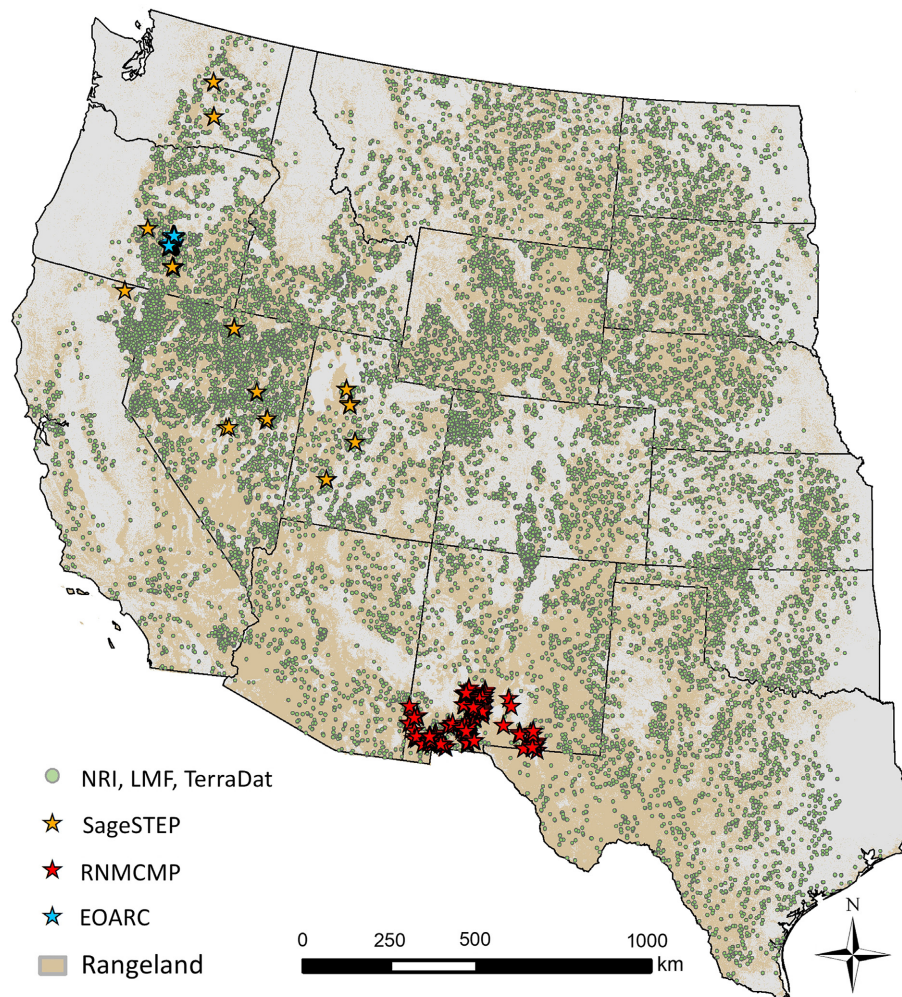 NRI, LMF, TerraDat
SageSTEP
RNMCMP
EOARC
Rangeland
0 250 500 1000
km
N